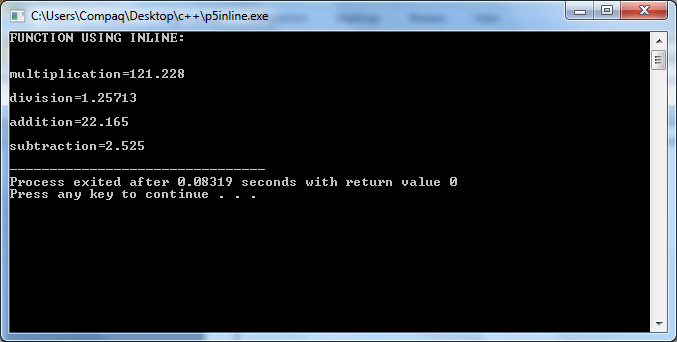 C:\Users\Compaq\Desktop\c++\p5inline.exe
FUNCTION USING INLINE:
multiplication=121.228
division=1.25713
addition=22.165
subtraction=2.525
--------------------------------
Process exited after 0.08319 seconds with return value 0
Press any key to continue . . .